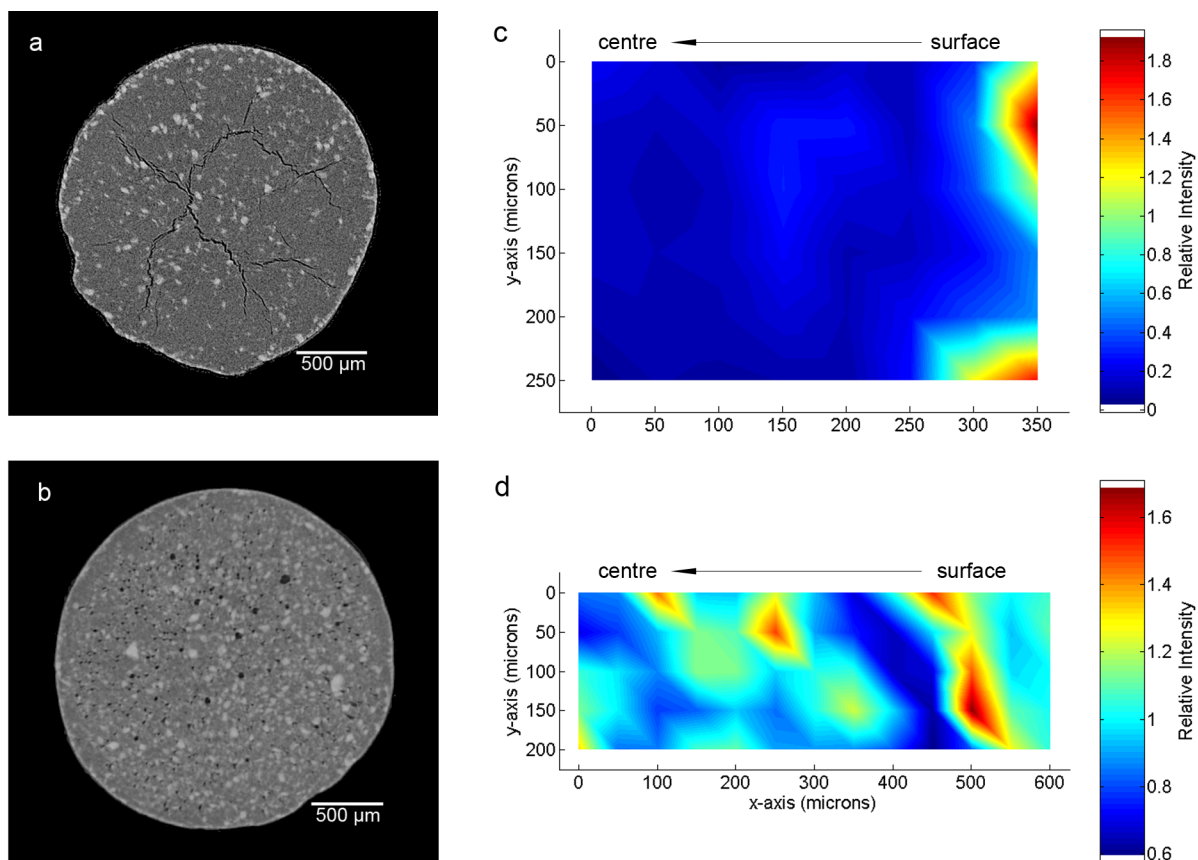 a
500 µm
b
500 µm
c
centre surface
0
50
100
150
200
250
y-axis (microns)
0 50 100 150 200 250 300 350
1.8
1.6
1.4
1.2
1
0.8
0.6
0.4
0.2
0
Relative Intensity
d
centre surface
0
50
100
150
200
y-axis (microns)
0 100 200 300 400 500 600
x-axis (microns)
1.6
1.4
1.2
1
0.8
0.6
Relative Intensity